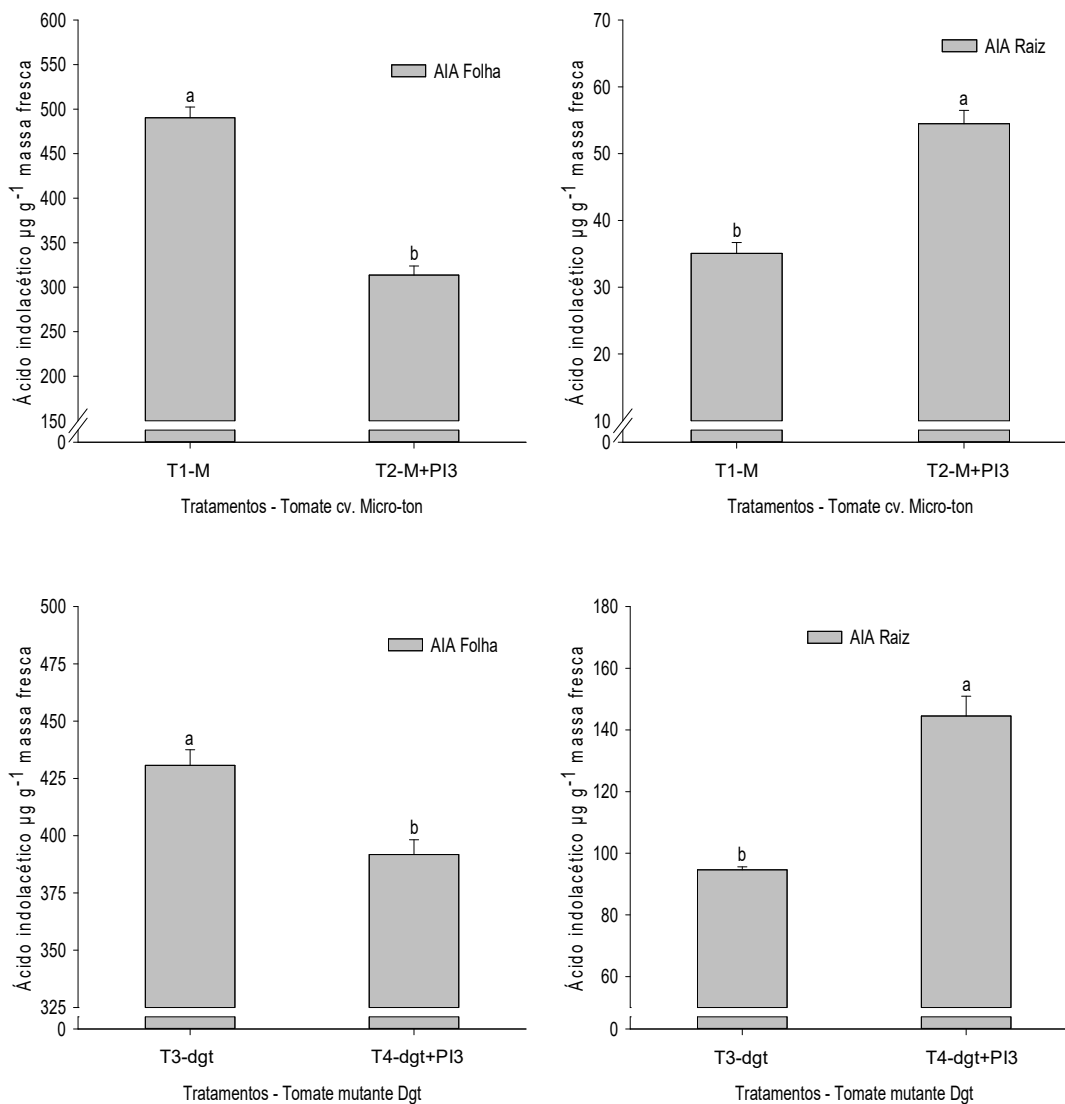 Ácido indolacético µg g⁻¹ massa fresca
600
550
500
450
400
350
300
250
200
150
0
AIA Folha
a
b
T1-M
T2-M+PI3
Tratamentos - Tomate cv. Micro-ton
Ácido indolacético µg g⁻¹ massa fresca
70
60
50
40
30
20
10
0
AIA Raiz
b
a
T1-M
T2-M+PI3
Tratamentos - Tomate cv. Micro-ton
Ácido indolacético µg g⁻¹ massa fresca
500
475
450
425
400
375
350
325
0
AIA Folha
a
b
T3-dgt
T4-dgt+PI3
Tratamentos - Tomate mutante Dgt
Ácido indolacético µg g⁻¹ massa fresca
180
160
140
120
100
80
60
0
AIA Raiz
b
a
T3-dgt
T4-dgt+PI3
Tratamentos - Tomate mutante Dgt